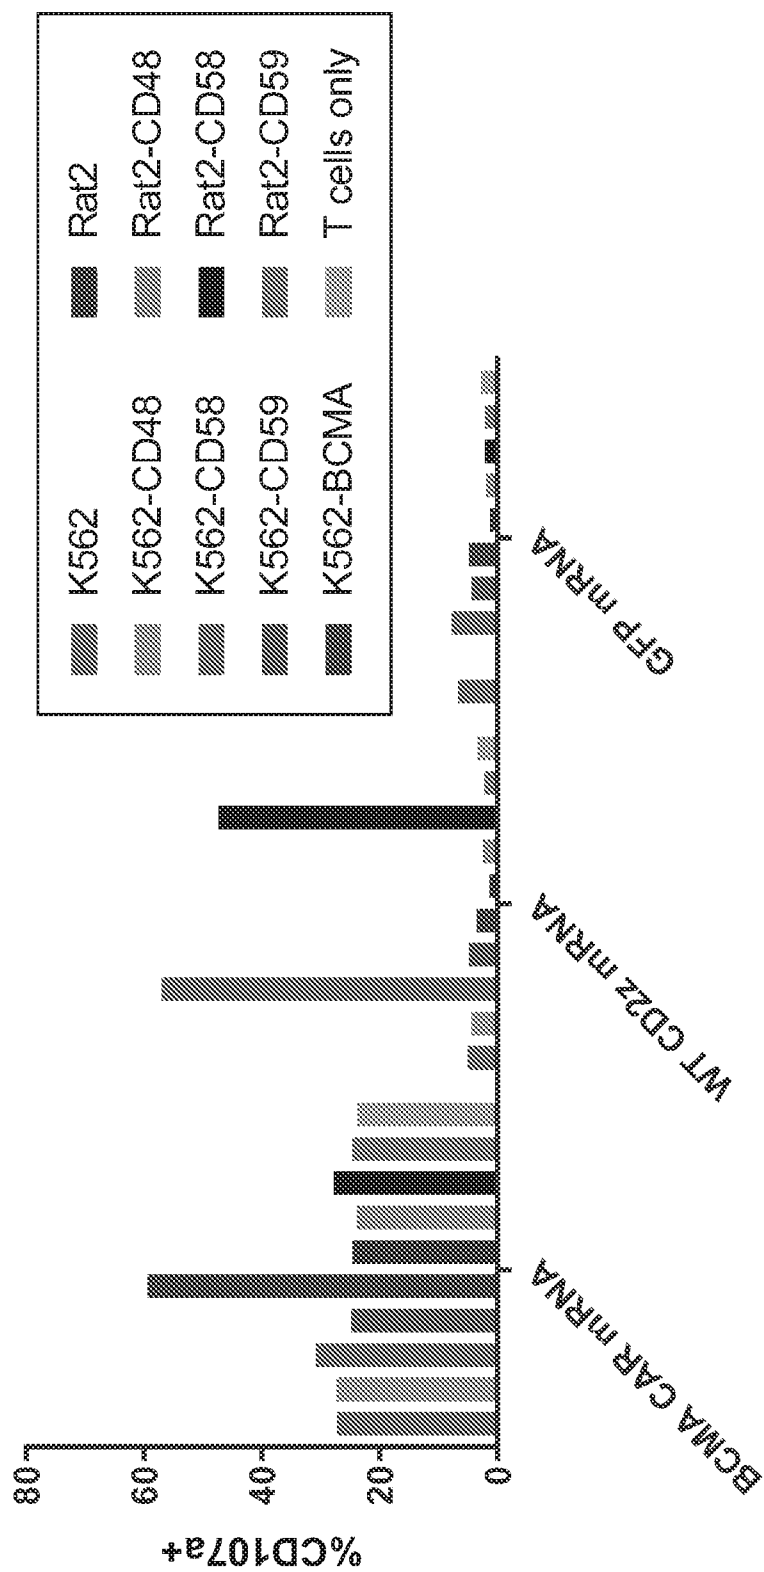 %CD107a+
80
60
40
20
0
BCMA CAR mRNA
WT CD2z mRNA
GFP mRNA
K562
K562-CD48
K562-CD58
K562-CD59
K562-BCMA
Rat2
Rat2-CD48
Rat2-CD58
Rat2-CD59
T cells only